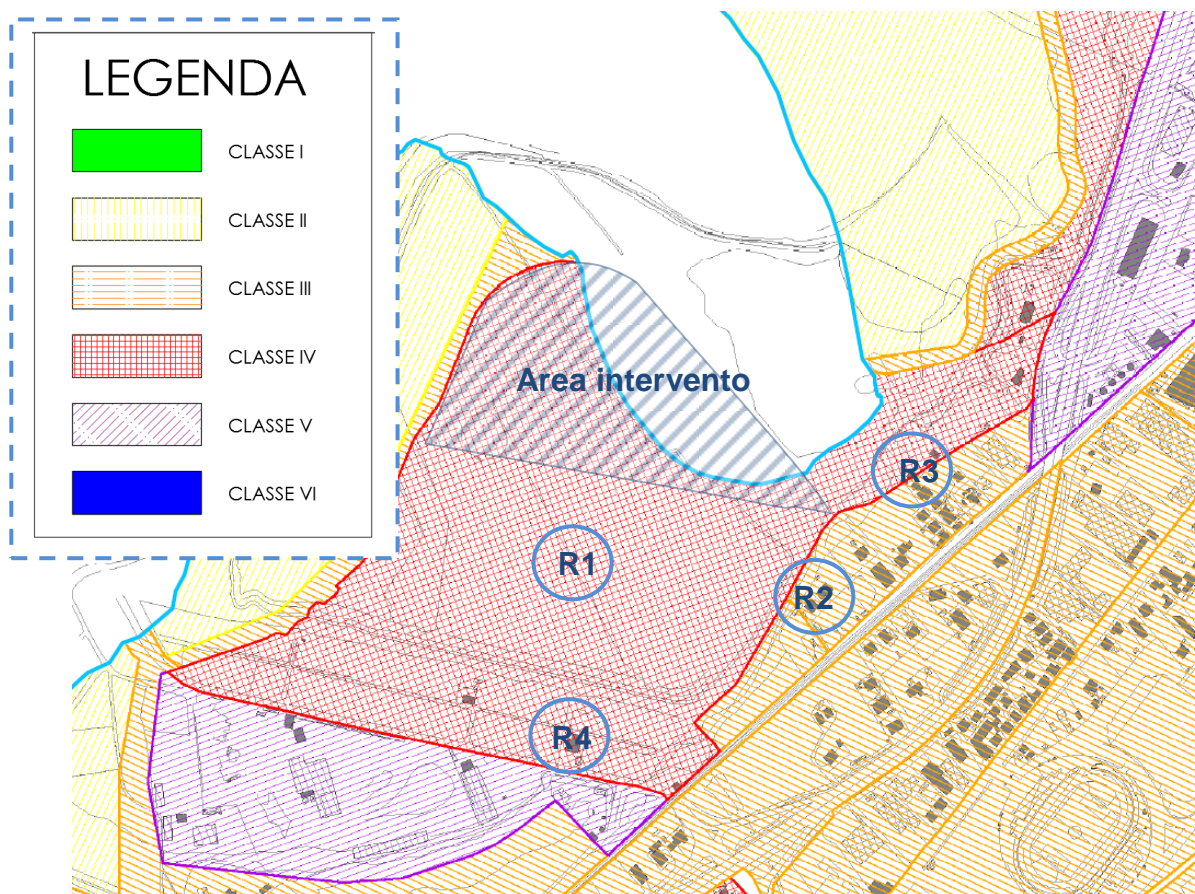 LEGENDA
CLASSE I
CLASSE II
CLASSE III
CLASSE IV
CLASSE V
CLASSE VI
Area intervento
R3
R1
R2
R4